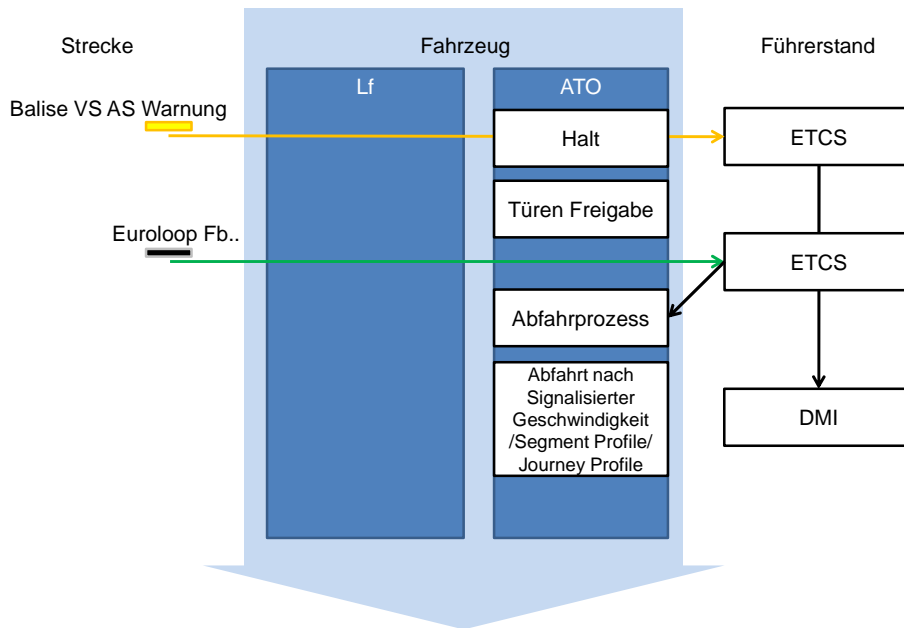 Strecke
Fahrzeug
Führerstand
Lf
ATO
Balise VS AS Warnung
Halt
ETCS
Türen Freigabe
Euroloop Fb..
ETCS
Abfahrprozess
Abfahrt nach
Signalisierter
Geschwindigkeit
/Segment Profile/
Journey Profile
DMI